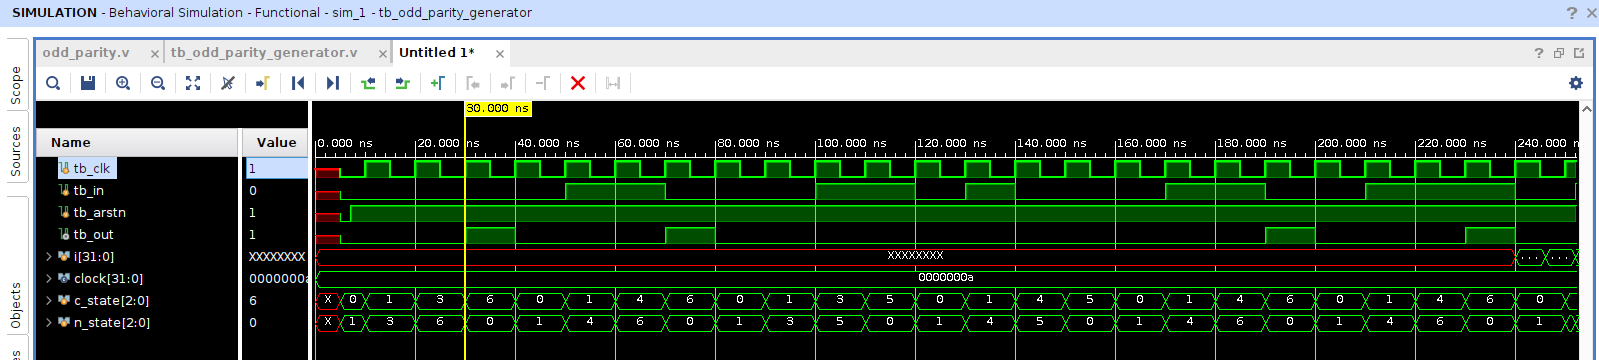 SIMULATION - Behavioral Simulation - Functional - sim_1 - tb_odd_parity_generator
? ×
odd_parity.v × tb_odd_parity_generator.v × Untitled 1* ×
Scope
Sources
Objects
30.000 ns
Name Value
0.000 ns 20.000 ns 40.000 ns 60.000 ns 80.000 ns 100.000 ns 120.000 ns 140.000 ns 160.000 ns 180.000 ns 200.000 ns 220.000 ns 240.000 n
tb_clk 1
tb_in 0
tb_arstn 1
tb_out 1
i[31:0] XXXXXXXX XXXXXXXX ... ...
clock[31:0] 0000000a 0000000a
c_state[2:0] 6 X 0 1 3 6 0 1 4 6 0 1 3 5 0 1 4 5 0 1 4 6 0 1 4 6 0
n_state[2:0] 0 X 1 3 6 0 1 4 6 0 1 3 5 0 1 4 5 0 1 4 6 0 1 4 6 0 1